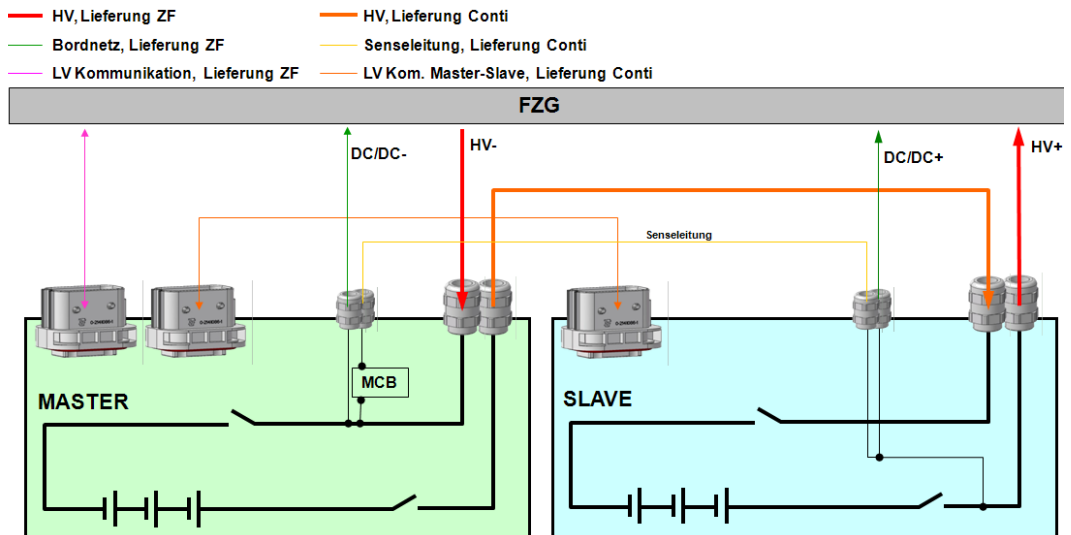 HV, Lieferung ZF
HV, Lieferung Conti
Bordnetz, Lieferung ZF
Senseleitung, Lieferung Conti
LV Kommunikation, Lieferung ZF
LV Kom. Master-Slave, Lieferung Conti
FZG
DC/DC-
HV-
DC/DC+
HV+
Senseleitung
MCB
MASTER
SLAVE